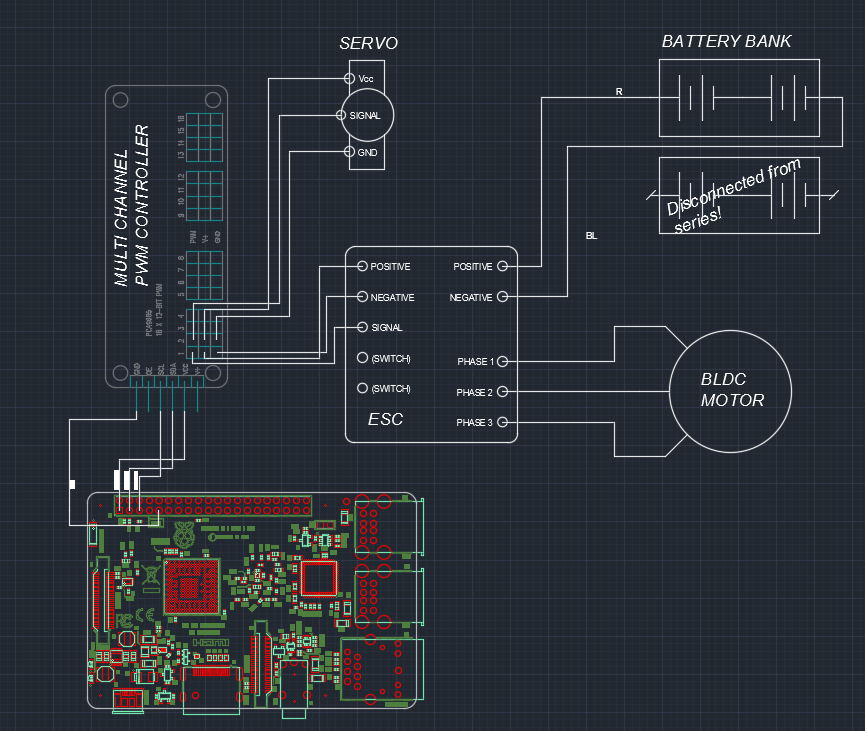 SERVO
BATTERY BANK
Vcc
SIGNAL
GND
R
MULTI CHANNEL
PWM CONTROLLER
16
15
14
13
12
11
10
9
PWM
V+
GND
8
7
6
5
PCA9685
16 X 12-BIT PWM
4
3
2
1
GND
OE
SCL
SDA
VCC
V+
Disconnected from
series!
BL
POSITIVE
NEGATIVE
SIGNAL
(SWITCH)
(SWITCH)
ESC
POSITIVE
NEGATIVE
PHASE 1
PHASE 2
PHASE 3
BLDC
MOTOR
HDMI